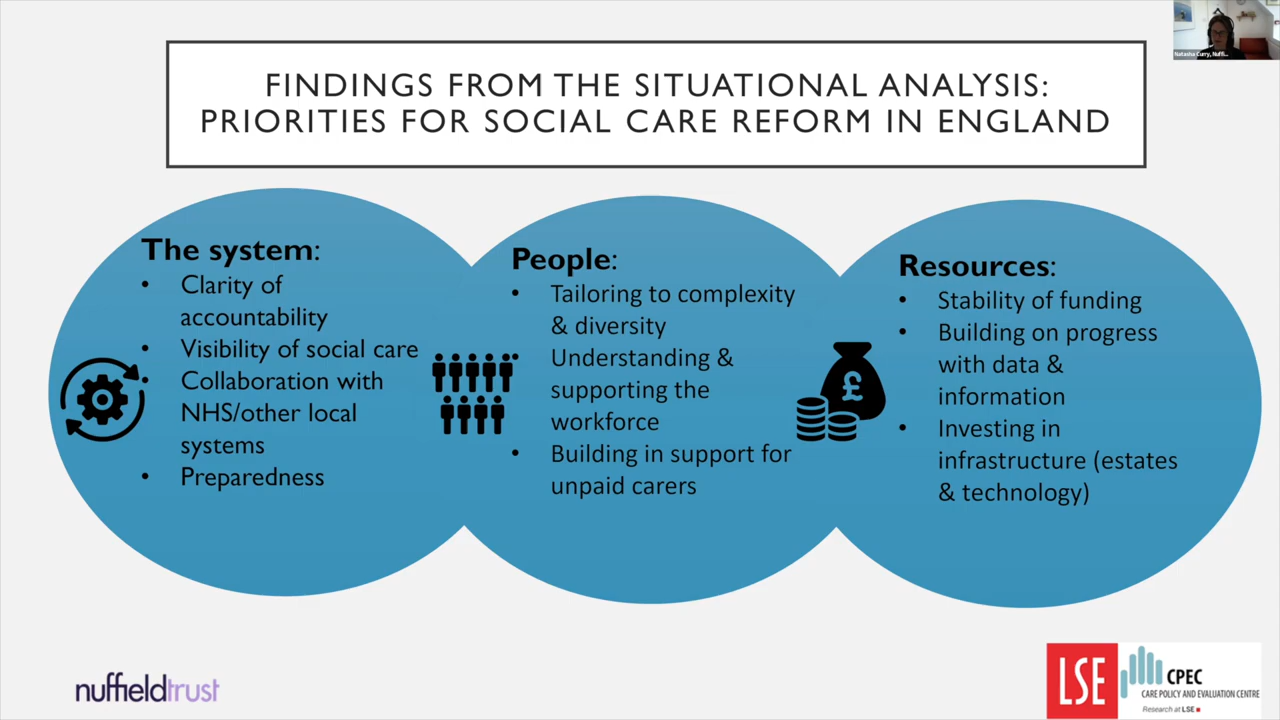 FINDINGS FROM THE SITUATIONAL ANALYSIS:
PRIORITIES FOR SOCIAL CARE REFORM IN ENGLAND
Natasha Curry, Nuffi...
The system:
• Clarity of
accountability
• Visibility of social care
• Collaboration with
NHS/other local
systems
• Preparedness
People:
• Tailoring to complexity
& diversity
• Understanding &
supporting the
workforce
• Building in support for
unpaid carers
£
Resources:
• Stability of funding
• Building on progress
with data &
information
• Investing in
infrastructure (estates
& technology)
nuffieldtrust
LSE
CPEC
CARE POLICY AND EVALUATION CENTRE
Research at LSE